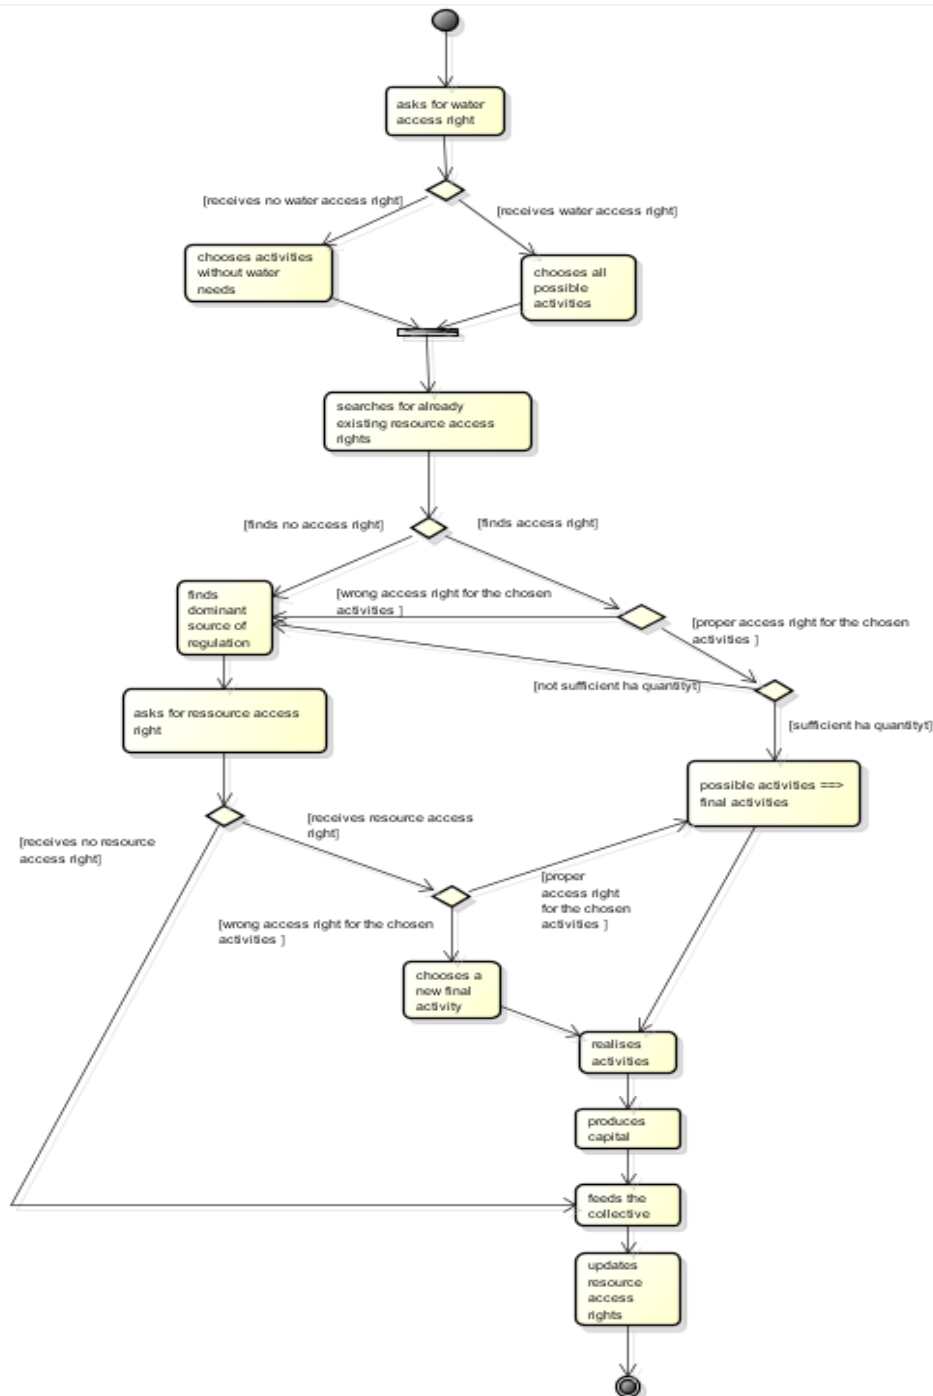 asks for water
access right
[receives no water access right]
[receives water access right]
chooses activities
without water
needs
chooses all
possible
activities
searches for already
existing resource access
rights
[finds no access right]
[finds access right]
finds
dominant
source of
regulation
[wrong access right for the chosen
activities ]
[proper access right for the chosen
activities ]
[not sufficient ha quantityt]
[sufficient ha quantityt]
asks for ressource access
right
possible activities ==>
final activities
[receives no resource
access right]
[receives resource access
right]
[proper
access right
for the chosen
activities ]
[wrong access right for the chosen
activities ]
chooses a
new final
activity
realises
activities
produces
capital
feeds the
collective
updates
resource
access
rights